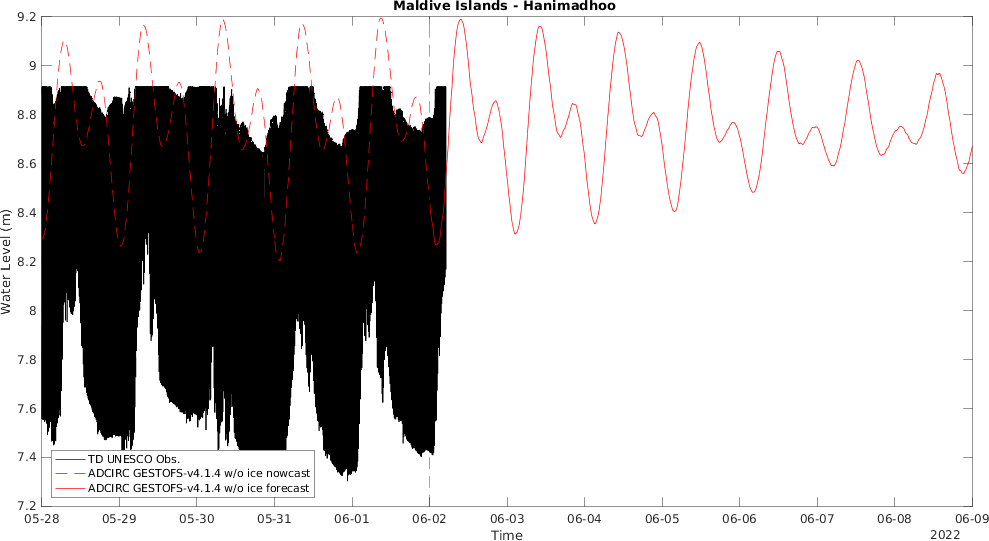 Maldive Islands - Hanimadhoo
Water Level (m)
9.2
9
8.8
8.6
8.4
8.2
8
7.8
7.6
7.4
7.2
TD UNESCO Obs.
ADCIRC GESTOFS-v4.1.4 w/o ice nowcast
ADCIRC GESTOFS-v4.1.4 w/o ice forecast
05-28 05-29 05-30 05-31 06-01 06-02 06-03 06-04 06-05 06-06 06-07 06-08 06-09
Time
2022